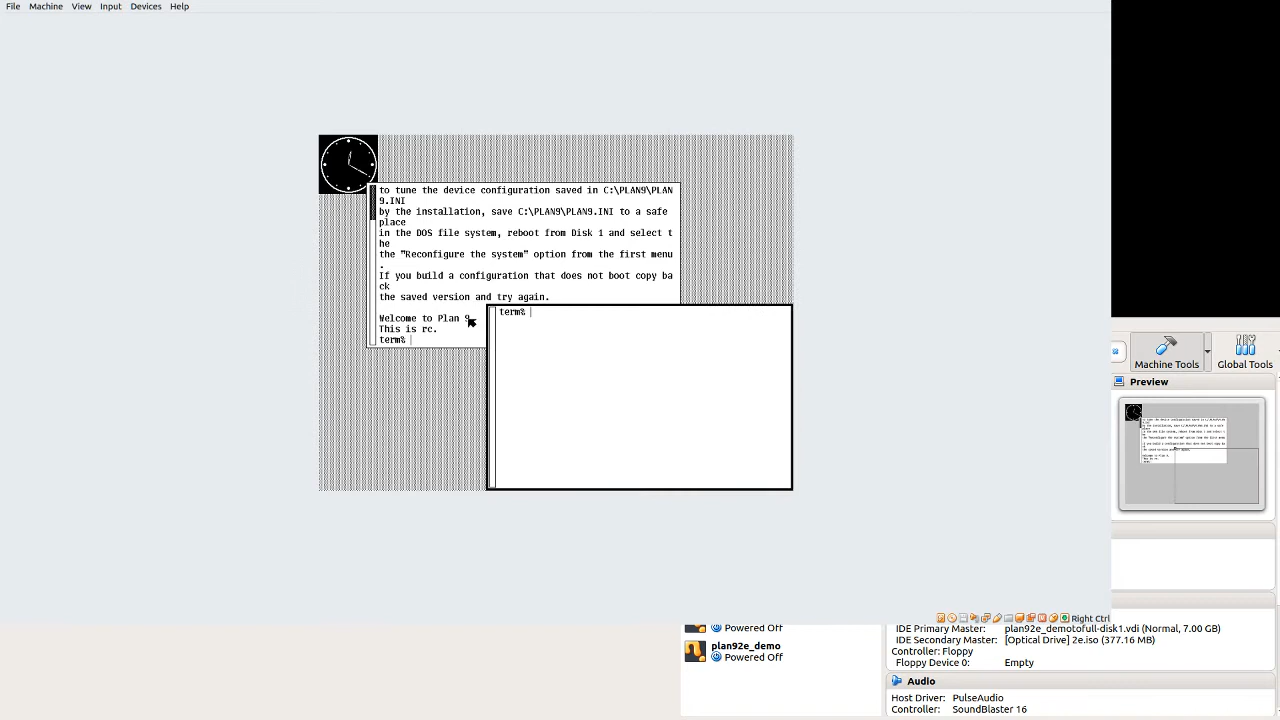 File Machine View Input Devices Help
to tune the device configuration saved in C:\PLAN9\PLAN
9.INI
by the installation, save C:\PLAN9\PLAN9.INI to a safe
place
in the DOS file system, reboot from Disk 1 and select t
he
the "Reconfigure the system" option from the first menu
.
If you build a configuration that does not boot copy ba
ck
the saved version and try again.
Welcome to Plan 9
This is rc.
term%
term%
Right Ctrl
Machine Tools
Global Tools
Preview
Powered Off
plan92e_demo
Powered Off
IDE Primary Master: plan92e_demotofull-disk1.vdi (Normal, 7.00 GB)
IDE Secondary Master: [Optical Drive] 2e.iso (377.16 MB)
Controller: Floppy
Floppy Device 0: Empty
Audio
Host Driver: PulseAudio
Controller: SoundBlaster 16